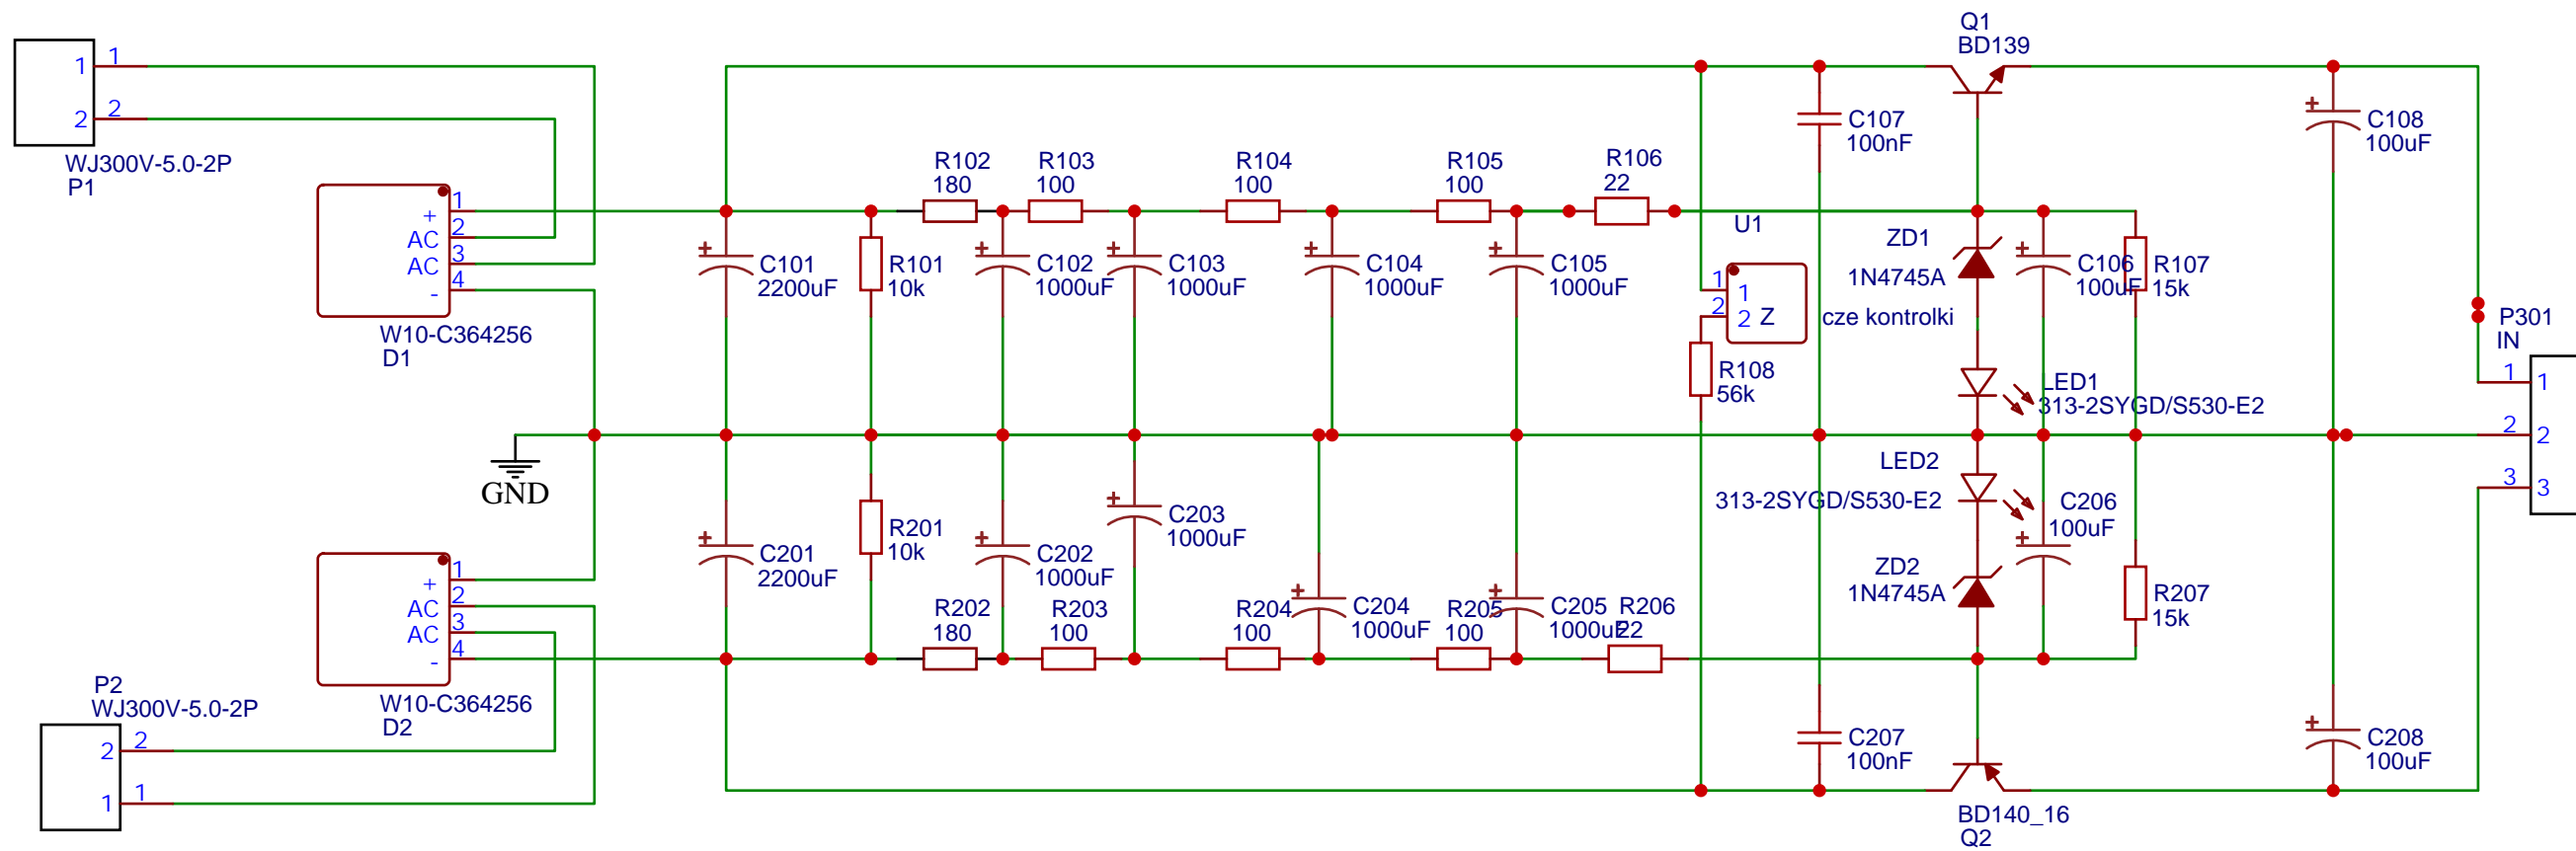 Q1
BD139
1
1
2
2
WJ300V-5.0-2P
P1
C107
100nF
C108
100uF
R102
180
R103
100
R104
100
R105
100
R106
22
U1
+
1
AC
2
AC
3
-
4
W10-C364256
D1
+
C101
2200uF
R101
10k
+
C102
1000uF
+
C103
1000uF
+
C104
1000uF
+
C105
1000uF
1
2
1
2
Z
cze kontrolki
ZD1
1N4745A
+
C106
100uF
R107
15k
+
P301
IN
R108
56k
LED1
313-2SYGD/S530-E2
1
1
2
2
3
3
GND
LED2
313-2SYGD/S530-E2
C206
100uF
+
+
C201
2200uF
R201
10k
+
C202
1000uF
+
C203
1000uF
ZD2
1N4745A
R207
15k
+
1
AC
2
AC
3
-
4
W10-C364256
D2
R202
180
R203
100
R204
100
+
C204
1000uF
R205
100
+
C205
1000uF
R206
22
P2
WJ300V-5.0-2P
2
2
1
1
C207
100nF
+
C208
100uF
BD140_16
Q2